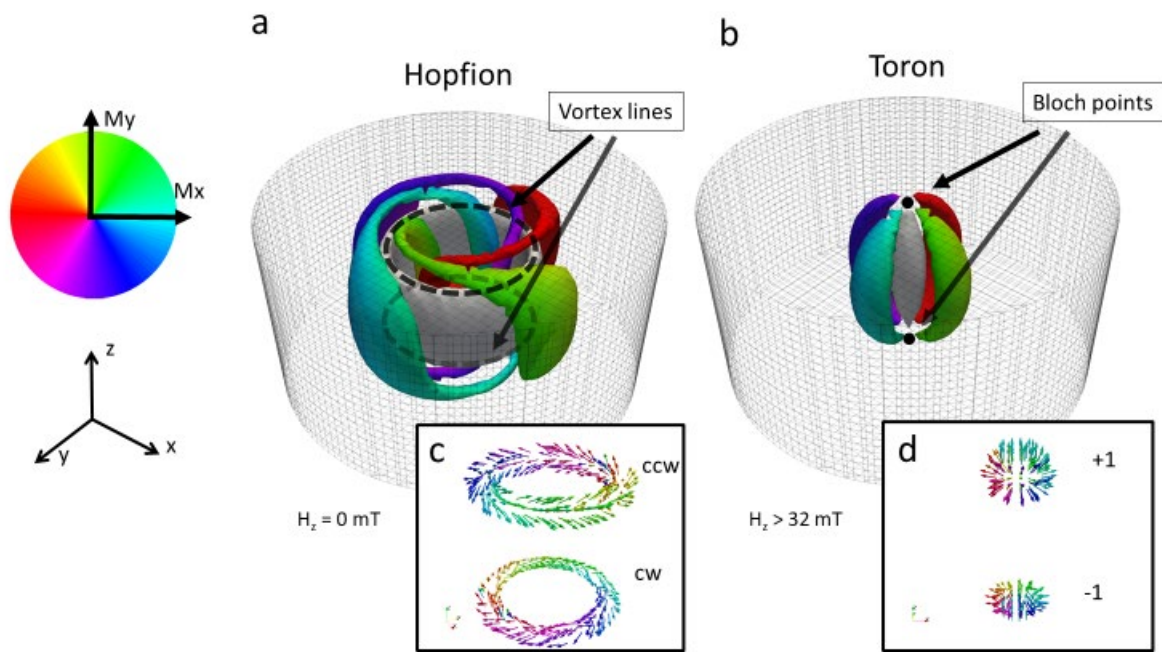 a
Hopfion
Vortex lines
b
Toron
Bloch points
My
Mx
z
y
x
c
ccw
cw
H_z = 0 mT
d
+1
-1
H_z > 32 mT